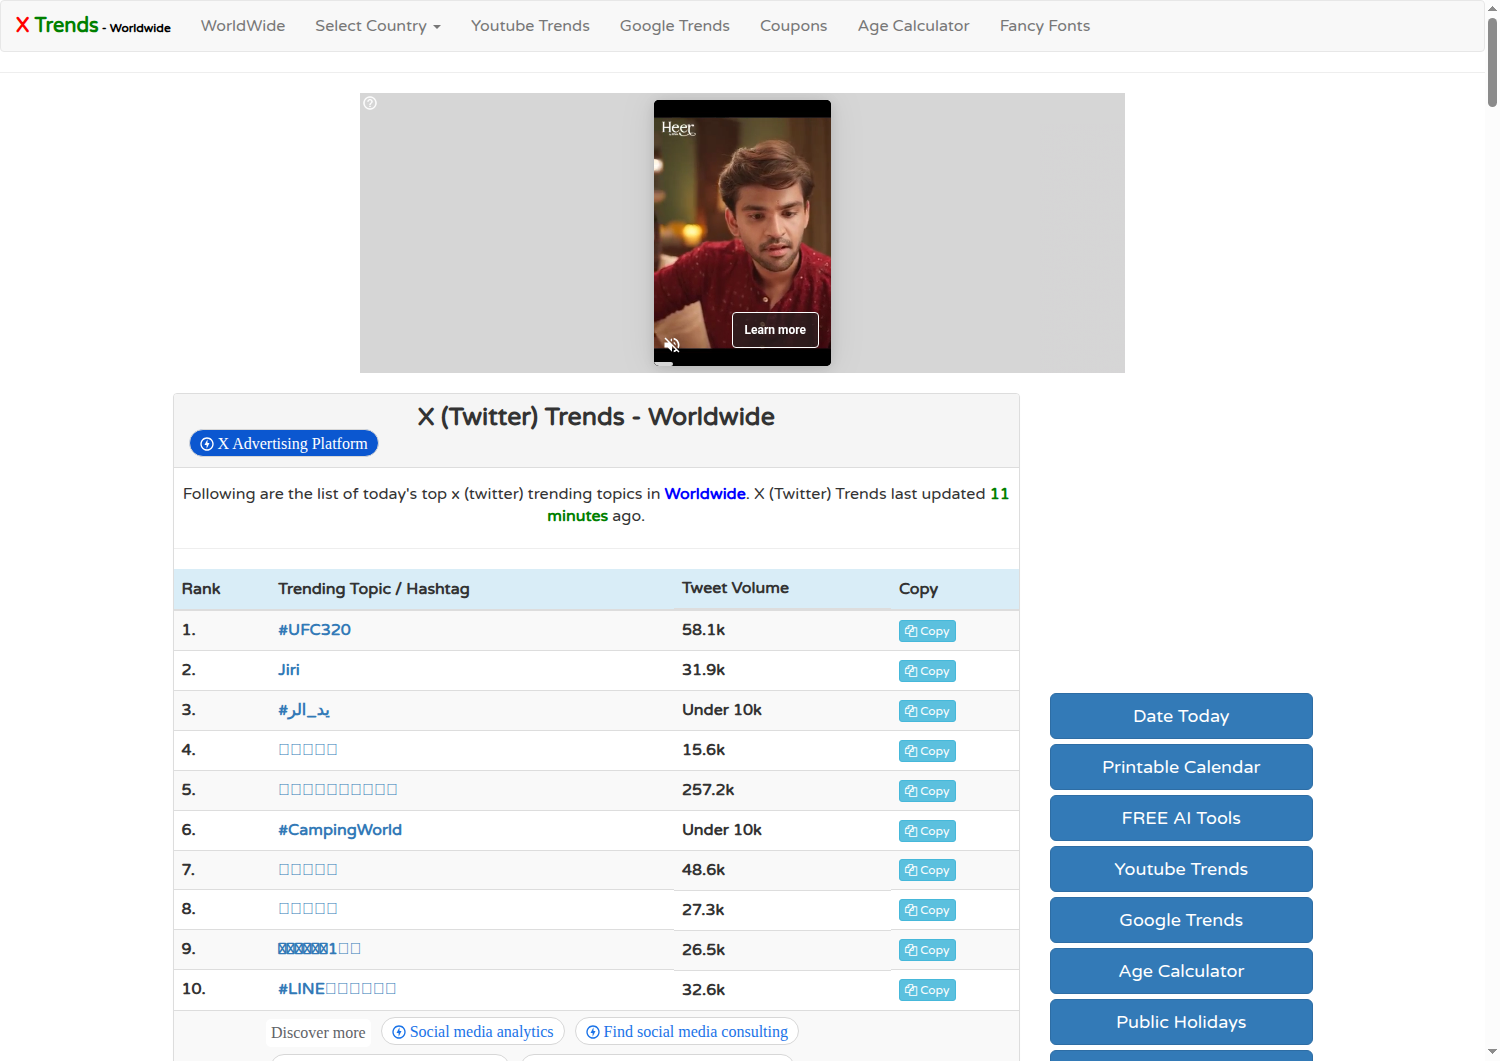 X Trends - Worldwide
WorldWide
Select Country
Youtube Trends
Google Trends
Coupons
Age Calculator
Fancy Fonts
Heer
Learn more
X (Twitter) Trends - Worldwide
X Advertising Platform
Following are the list of today's top x (twitter) trending topics in Worldwide. X (Twitter) Trends last updated 11
minutes ago.
Rank Trending Topic / Hashtag Tweet Volume Copy
1. #UFC320 58.1k Copy
2. Jiri 31.9k Copy
3. #يد_الر Under 10k Copy
4. 15.6k Copy
5. 257.2k Copy
6. #CampingWorld Under 10k Copy
7. 48.6k Copy
8. 27.3k Copy
9. 1 26.5k Copy
10. #LINE 32.6k Copy
Discover more
Social media analytics
Find social media consulting
Date Today
Printable Calendar
FREE AI Tools
Youtube Trends
Google Trends
Age Calculator
Public Holidays